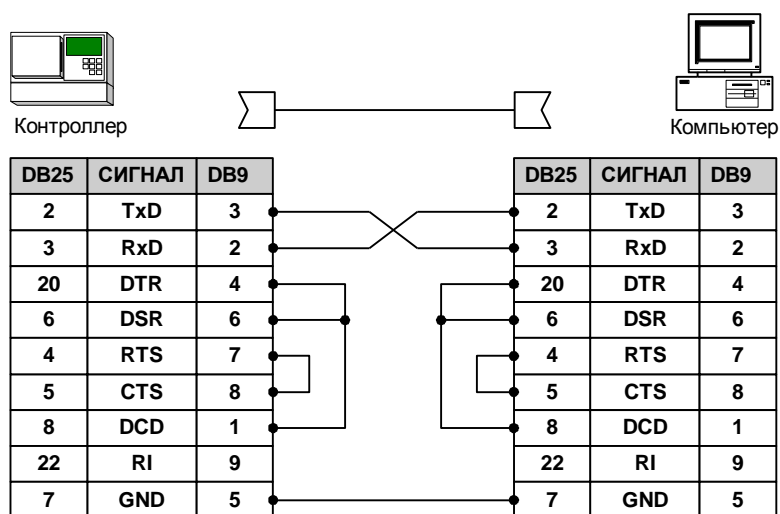 Контроллер
Компьютер
DB25 СИГНАЛ DB9 DB25 СИГНАЛ DB9
2 TxD 3 2 TxD 3
3 RxD 2 3 RxD 2
20 DTR 4 20 DTR 4
6 DSR 6 6 DSR 6
4 RTS 7 4 RTS 7
5 CTS 8 5 CTS 8
8 DCD 1 8 DCD 1
22 RI 9 22 RI 9
7 GND 5 7 GND 5